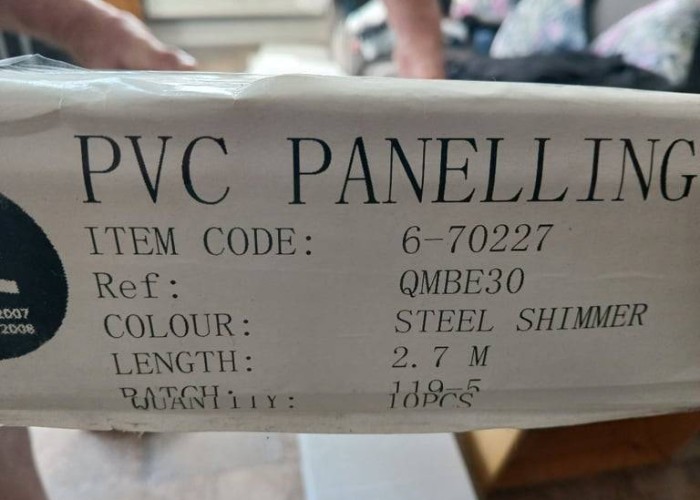 PVC PANELLING
ITEM CODE: 6-70227
Ref: QMBE30
COLOUR: STEEL SHIMMER
LENGTH: 2.7 M
BATCH: 119-5
QUANTITY: 10PCS
2007
2008